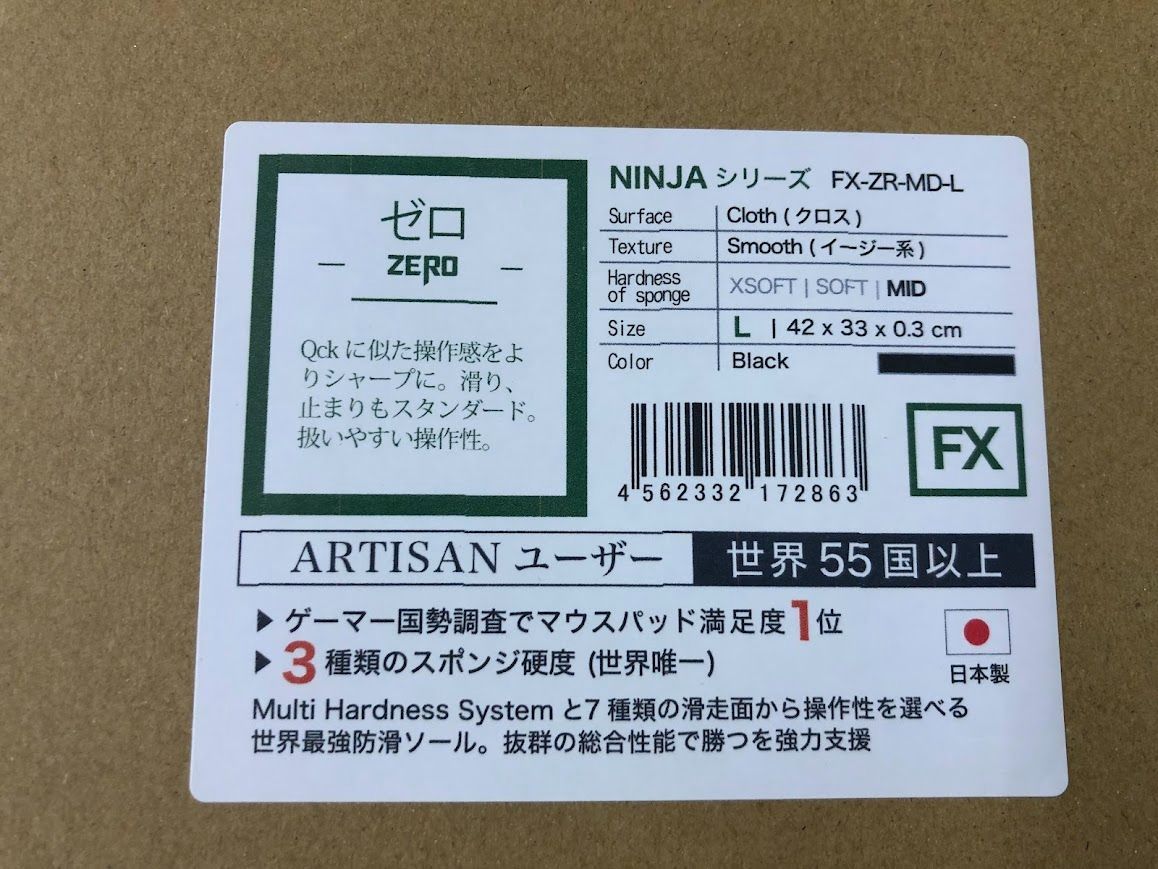 ゼロ
ZERO
Qck に似た操作感をよ
りシャープに。滑り、
止まりもスタンダード。
扱いやすい操作性。
NINJA シリーズ FX-ZR-MD-L
Surface Cloth ( クロス )
Texture Smooth ( イージー系 )
Hardness
of sponge XSOFT | SOFT | MID
Size L | 42 x 33 x 0.3 cm
Color Black
4 562332 172863
FX
ARTISAN ユーザー 世界 55 国以上
▶ ゲーマー国勢調査でマウスパッド満足度 1 位
▶ 3 種類のスポンジ硬度 (世界唯一)
日本製
Multi Hardness System と7 種類の滑走面から操作性を選べる
世界最強防滑ソール。抜群の総合性能で勝つを強力支援